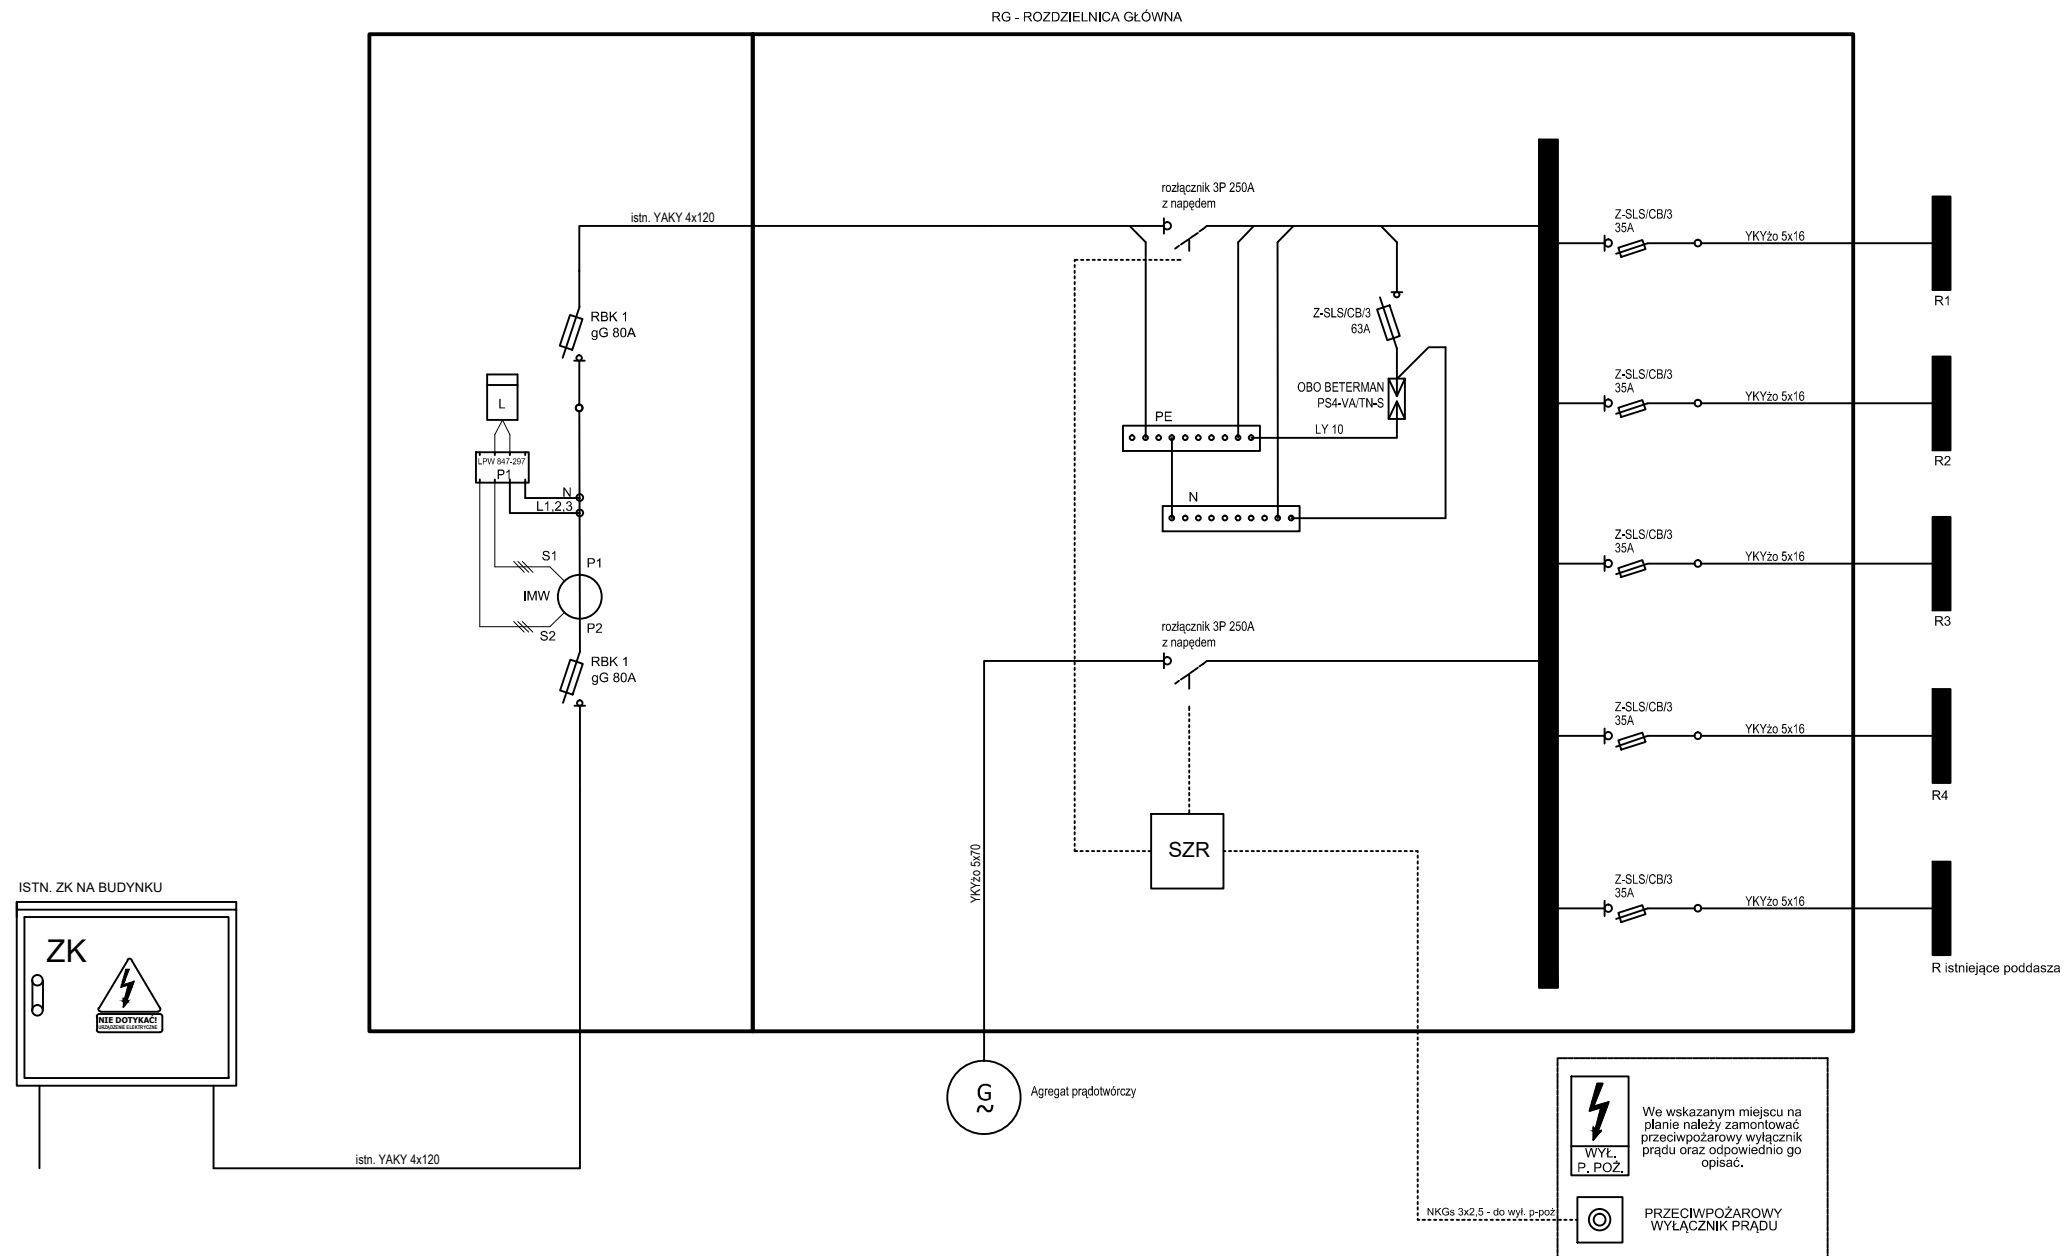 RG - ROZDZIELNICA GŁÓWNA
istn. YAKY 4x120
RBK 1
gG 80A
L
LPW 847-297
P1
N
L1,2,3
S1
P1
IMW
S2
P2
RBK 1
gG 80A
rozłącznik 3P 250A
z napędem
Z-SLS/CB/3
63A
OBO BETERMAN
PS4-VA/TN-S
PE
LY 10
N
rozłącznik 3P 250A
z napędem
SZR
YKYżo 5x70
Z-SLS/CB/3
35A
YKYżo 5x16
R1
Z-SLS/CB/3
35A
YKYżo 5x16
R2
Z-SLS/CB/3
35A
YKYżo 5x16
R3
Z-SLS/CB/3
35A
YKYżo 5x16
R4
Z-SLS/CB/3
35A
YKYżo 5x16
R istniejące poddasza
ISTN. ZK NA BUDYNKU
ZK
NIE DOTYKAĆ!
URZĄDZENIE ELEKTRYCZNE
istn. YAKY 4x120
G
~
Agregat prądotwórczy
WYŁ.
P. POŻ.
We wskazanym miejscu na
planie należy zamontować
przeciwpożarowy wyłącznik
prądu oraz odpowiednio go
opisać.
NKGs 3x2,5 - do wył. p-poż
PRZECIWPOŻAROWY
WYŁĄCZNIK PRĄDU